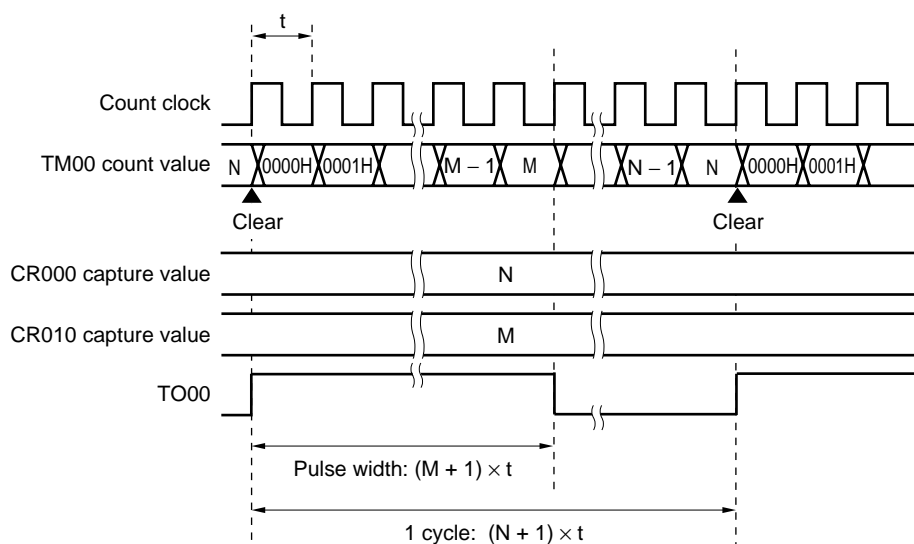 t
Count clock
TM00 count value N 0000H 0001H M – 1 M N – 1 N 0000H 0001H
Clear Clear
CR000 capture value N
CR010 capture value M
TO00
Pulse width: (M + 1) × t
1 cycle: (N + 1) × t